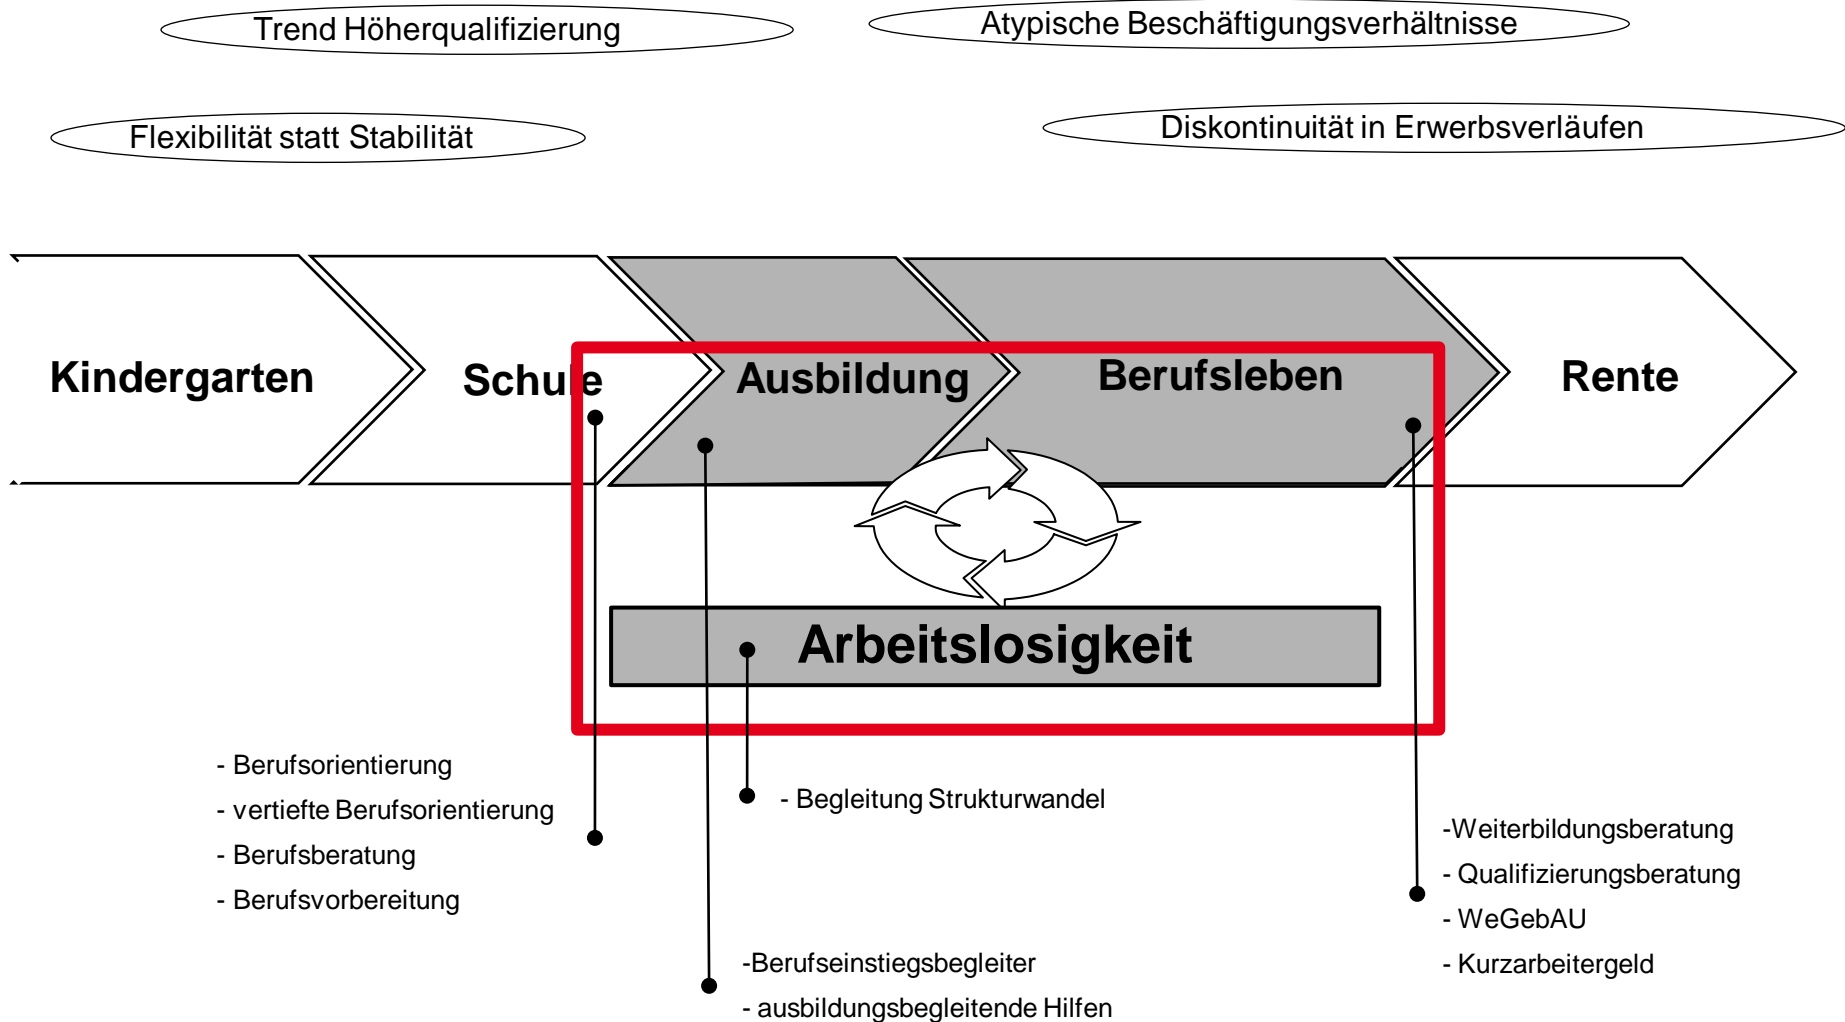 Trend Höherqualifizierung
Atypische Beschäftigungsverhältnisse
Flexibilität statt Stabilität
Diskontinuität in Erwerbsverläufen
Kindergarten
Schule
Ausbildung
Berufsleben
Rente
Arbeitslosigkeit
- Berufsorientierung
- vertiefte Berufsorientierung
- Berufsberatung
- Berufsvorbereitung
- Begleitung Strukturwandel
-Berufseinstiegsbegleiter
- ausbildungsbegleitende Hilfen
-Weiterbildungsberatung
- Qualifizierungsberatung
- WeGebAU
- Kurzarbeitergeld